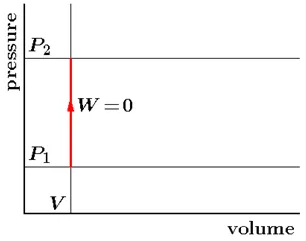 pressure
P₂
W = 0
P₁
V
volume